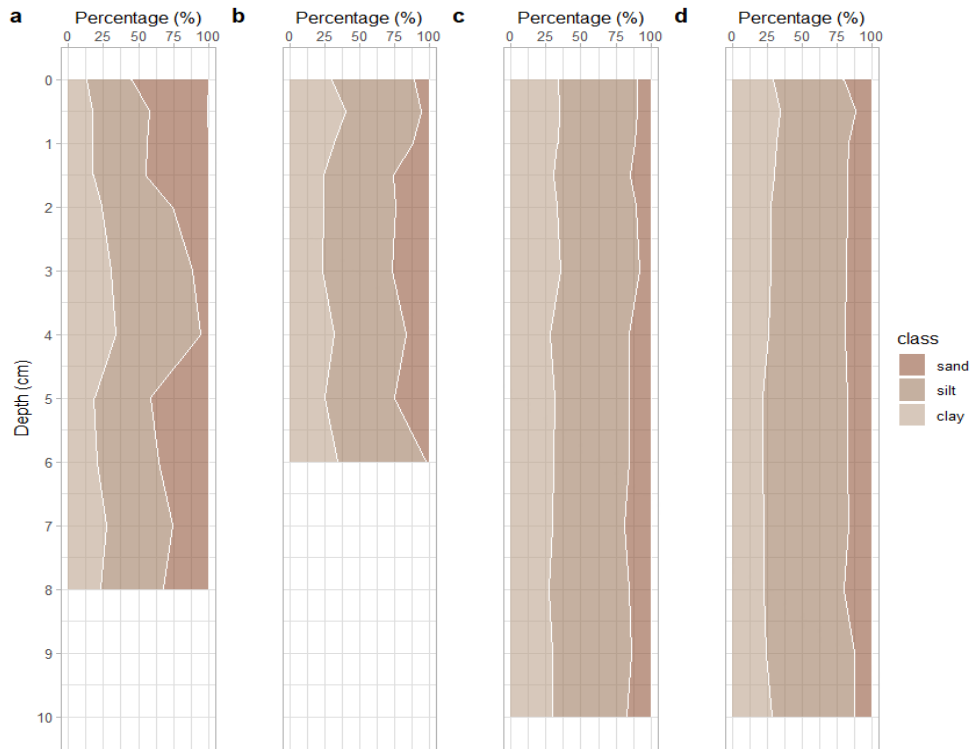 a Percentage (%) b Percentage (%) c Percentage (%) d Percentage (%)
0 25 50 75 100 0 25 50 75 100 0 25 50 75 100 0 25 50 75 100
0
1
2
3
4
5
6
7
8
9
10
Depth (cm)
class
sand
silt
clay